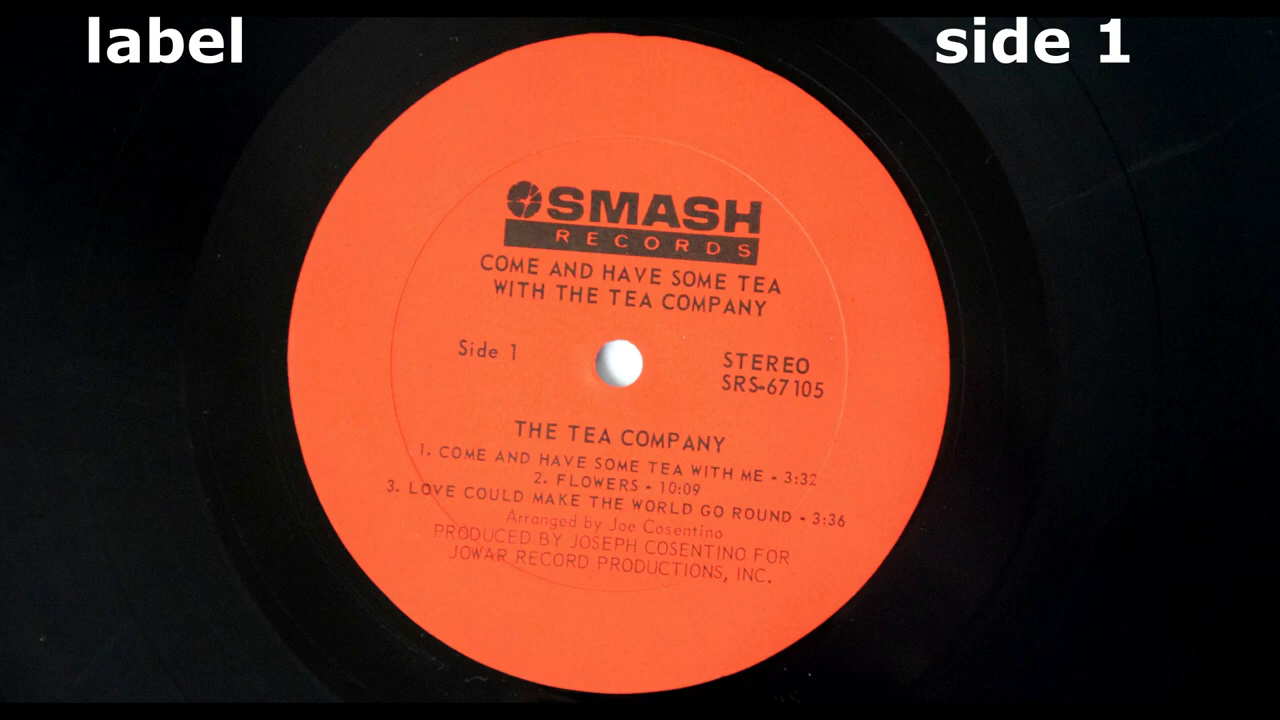 label
side 1
SMASH
RECORDS
COME AND HAVE SOME TEA
WITH THE TEA COMPANY
Side 1
STEREO
SRS-67105
THE TEA COMPANY
1. COME AND HAVE SOME TEA WITH ME - 3:32
2. FLOWERS - 10:09
3. LOVE COULD MAKE THE WORLD GO ROUND - 3:36
Arranged by Joe Cosentino
PRODUCED BY JOSEPH COSENTINO FOR
JOWAR RECORD PRODUCTIONS, INC.